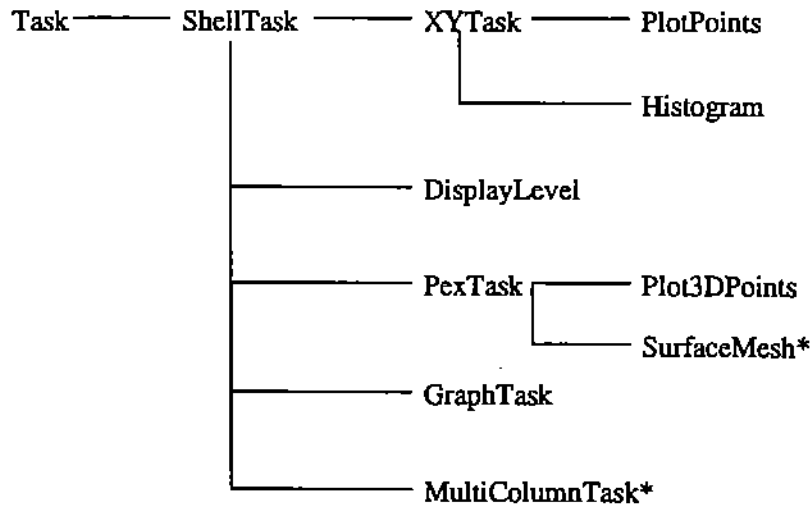 Task ShellTask XYTask PlotPoints
Histogram
DisplayLevel
PexTask Plot3DPoints
SurfaceMesh*
GraphTask
MultiColumnTask*